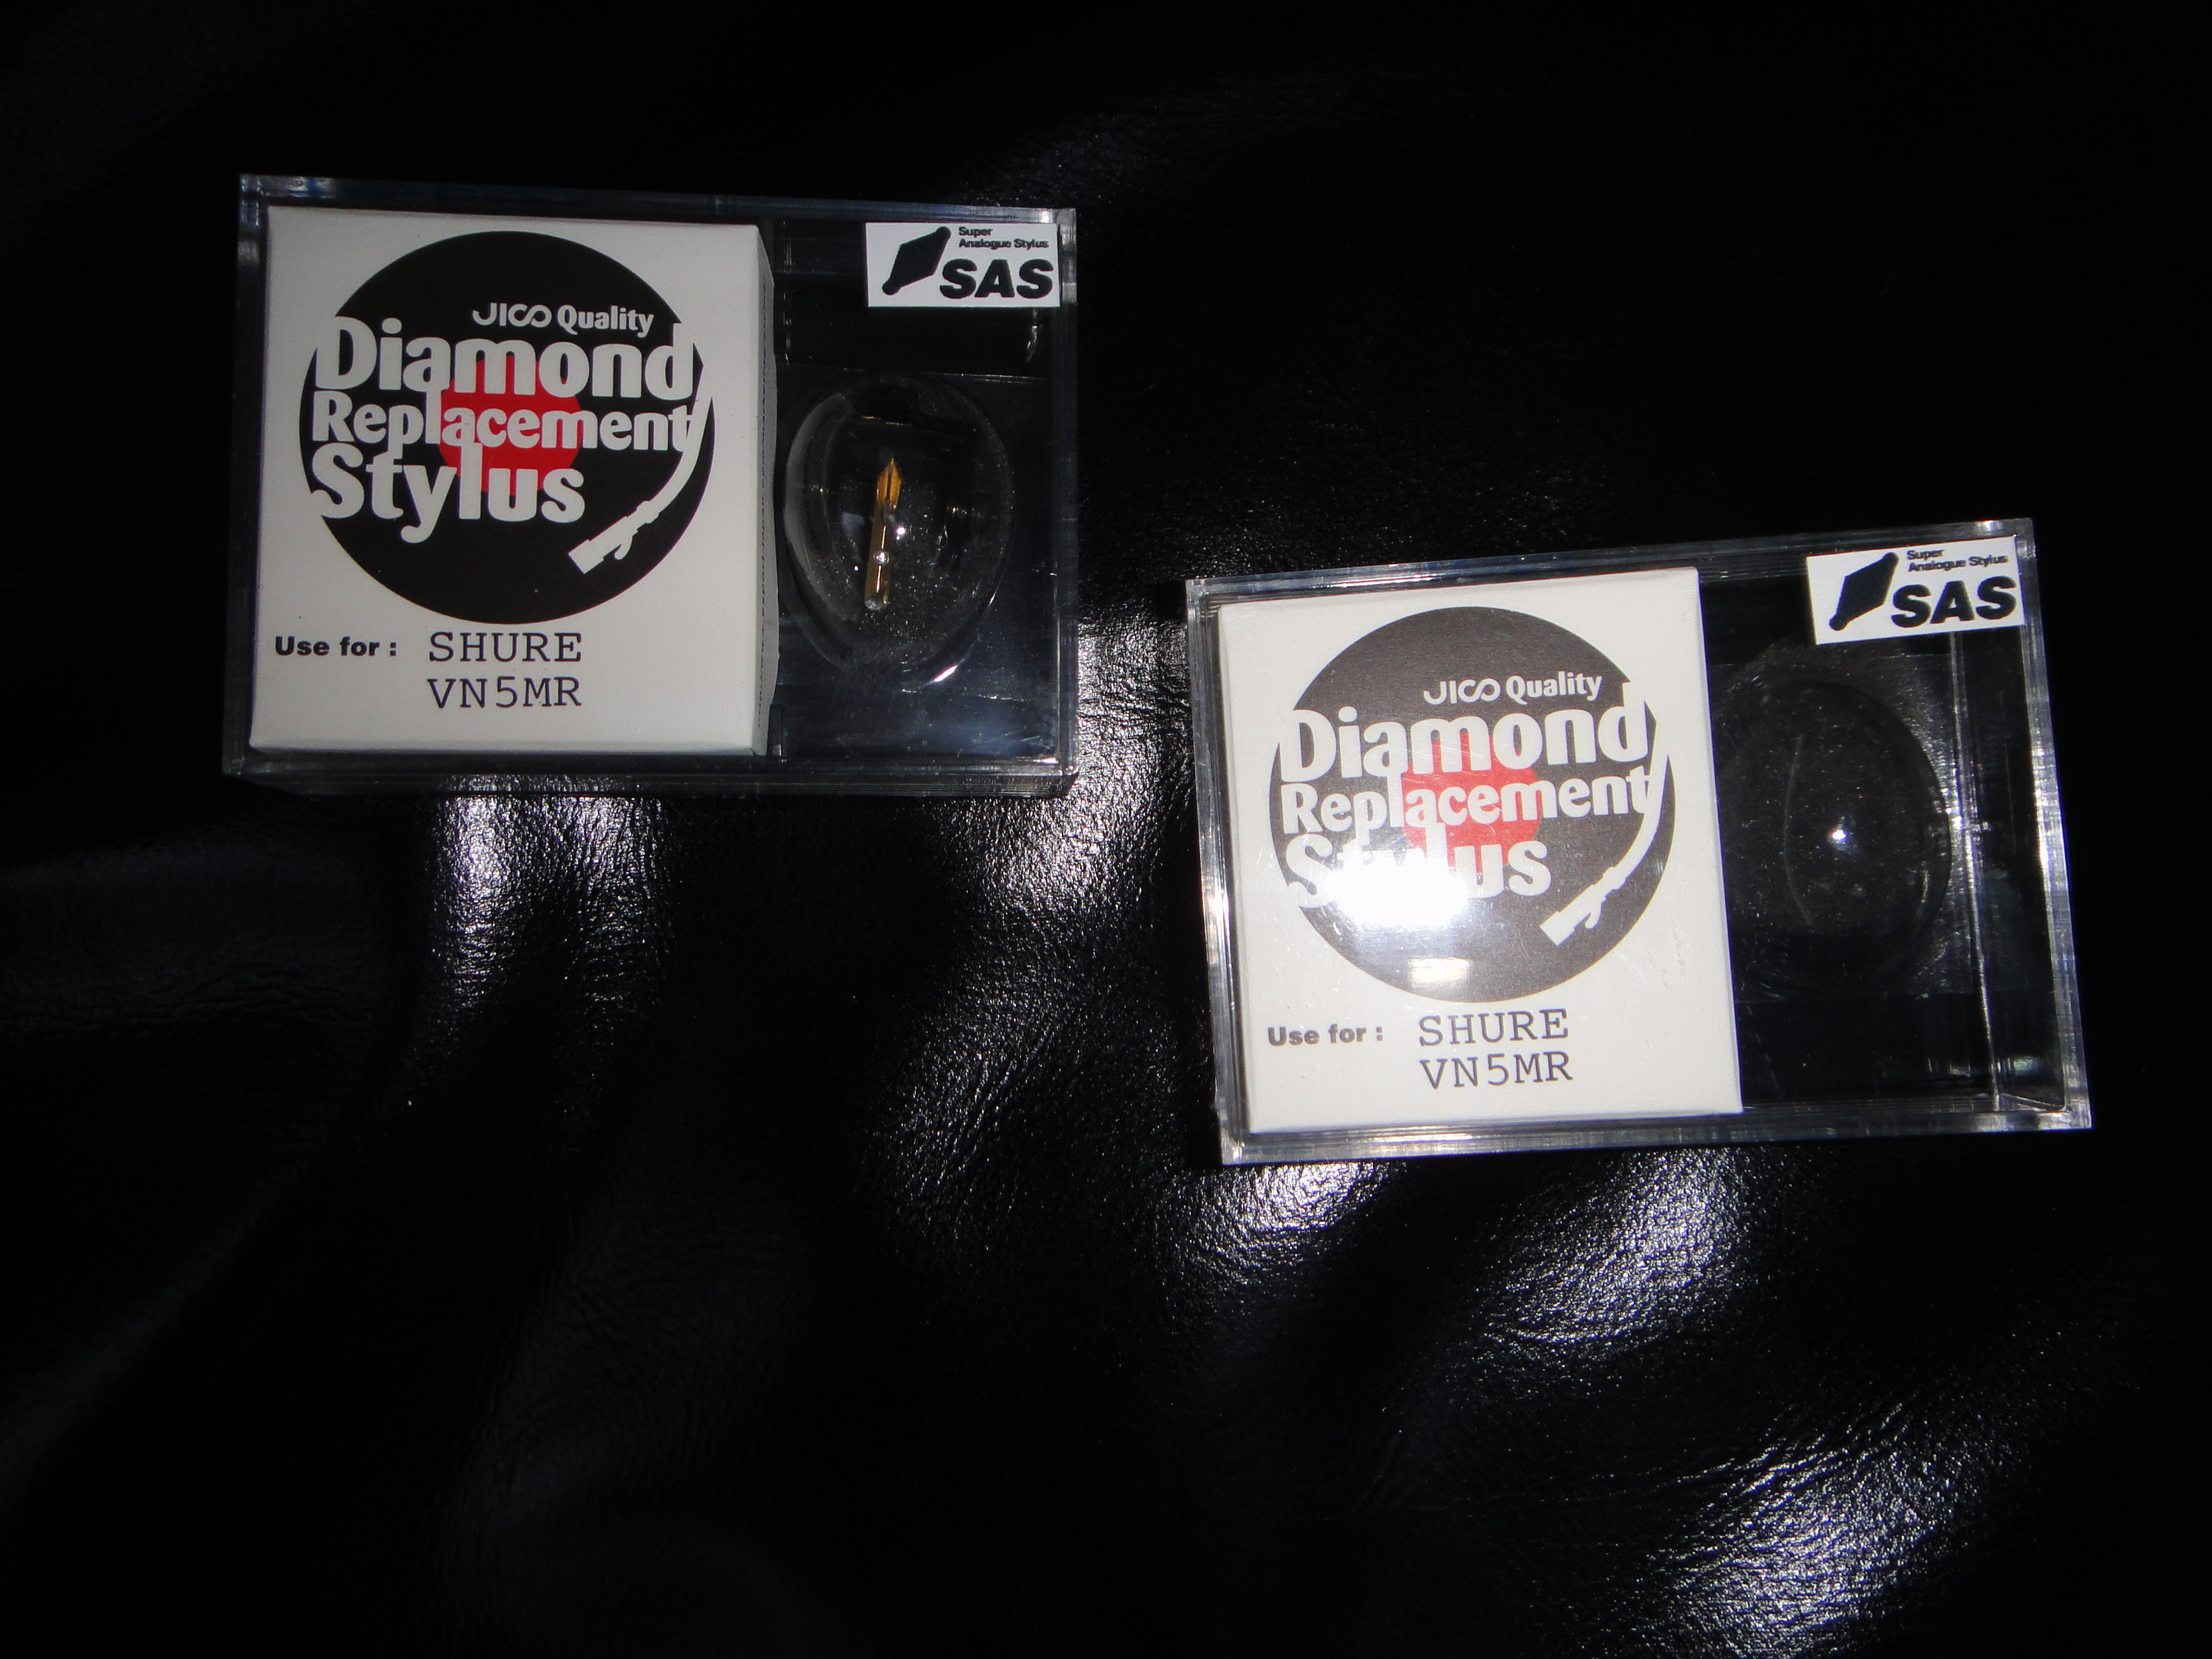 JICO Quality
Diamond
Replacement
Stylus
Use for : SHURE
VN5MR
Super
Analogue Stylus
SAS
JICO Quality
Diamond
Replacement
Stylus
Use for : SHURE
VN5MR
Super
Analogue Stylus
SAS